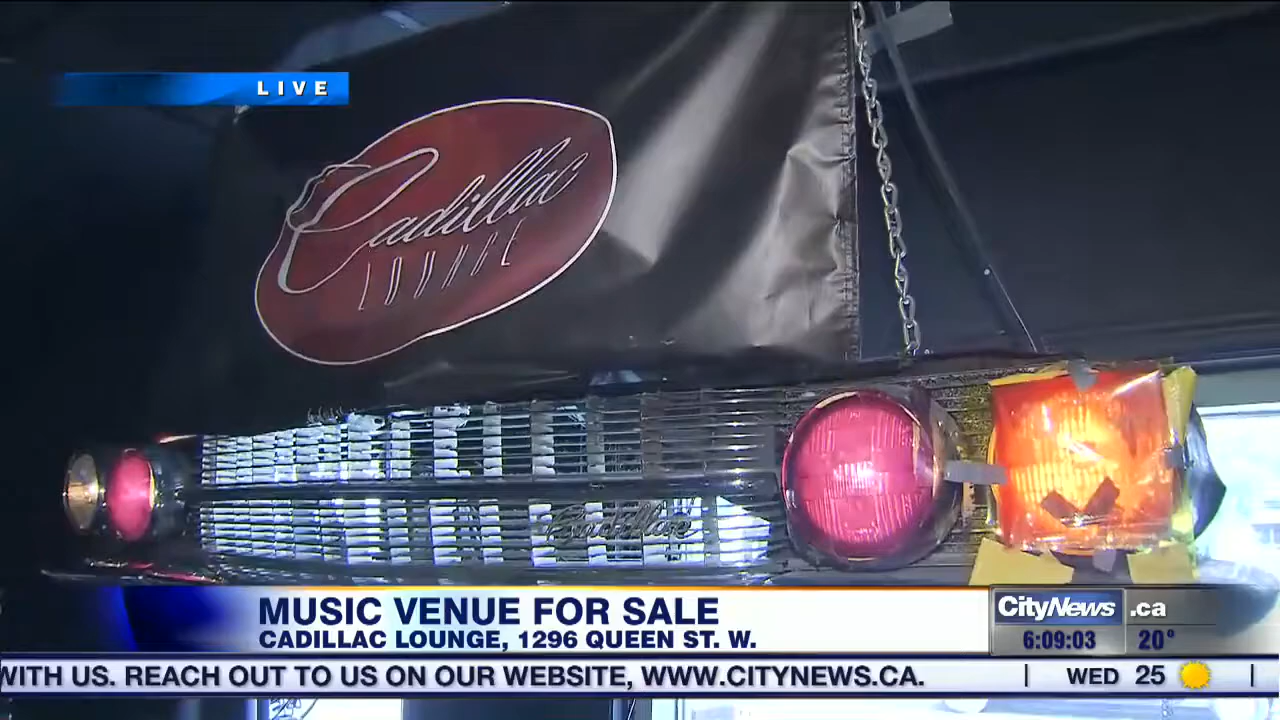 LIVE
Cadillac
LOUNGE
Cadillac
MUSIC VENUE FOR SALE
CADILLAC LOUNGE, 1296 QUEEN ST. W.
CityNews .ca
6:09:03 20°
WITH US. REACH OUT TO US ON OUR WEBSITE, WWW.CITYNEWS.CA. | WED 25 |